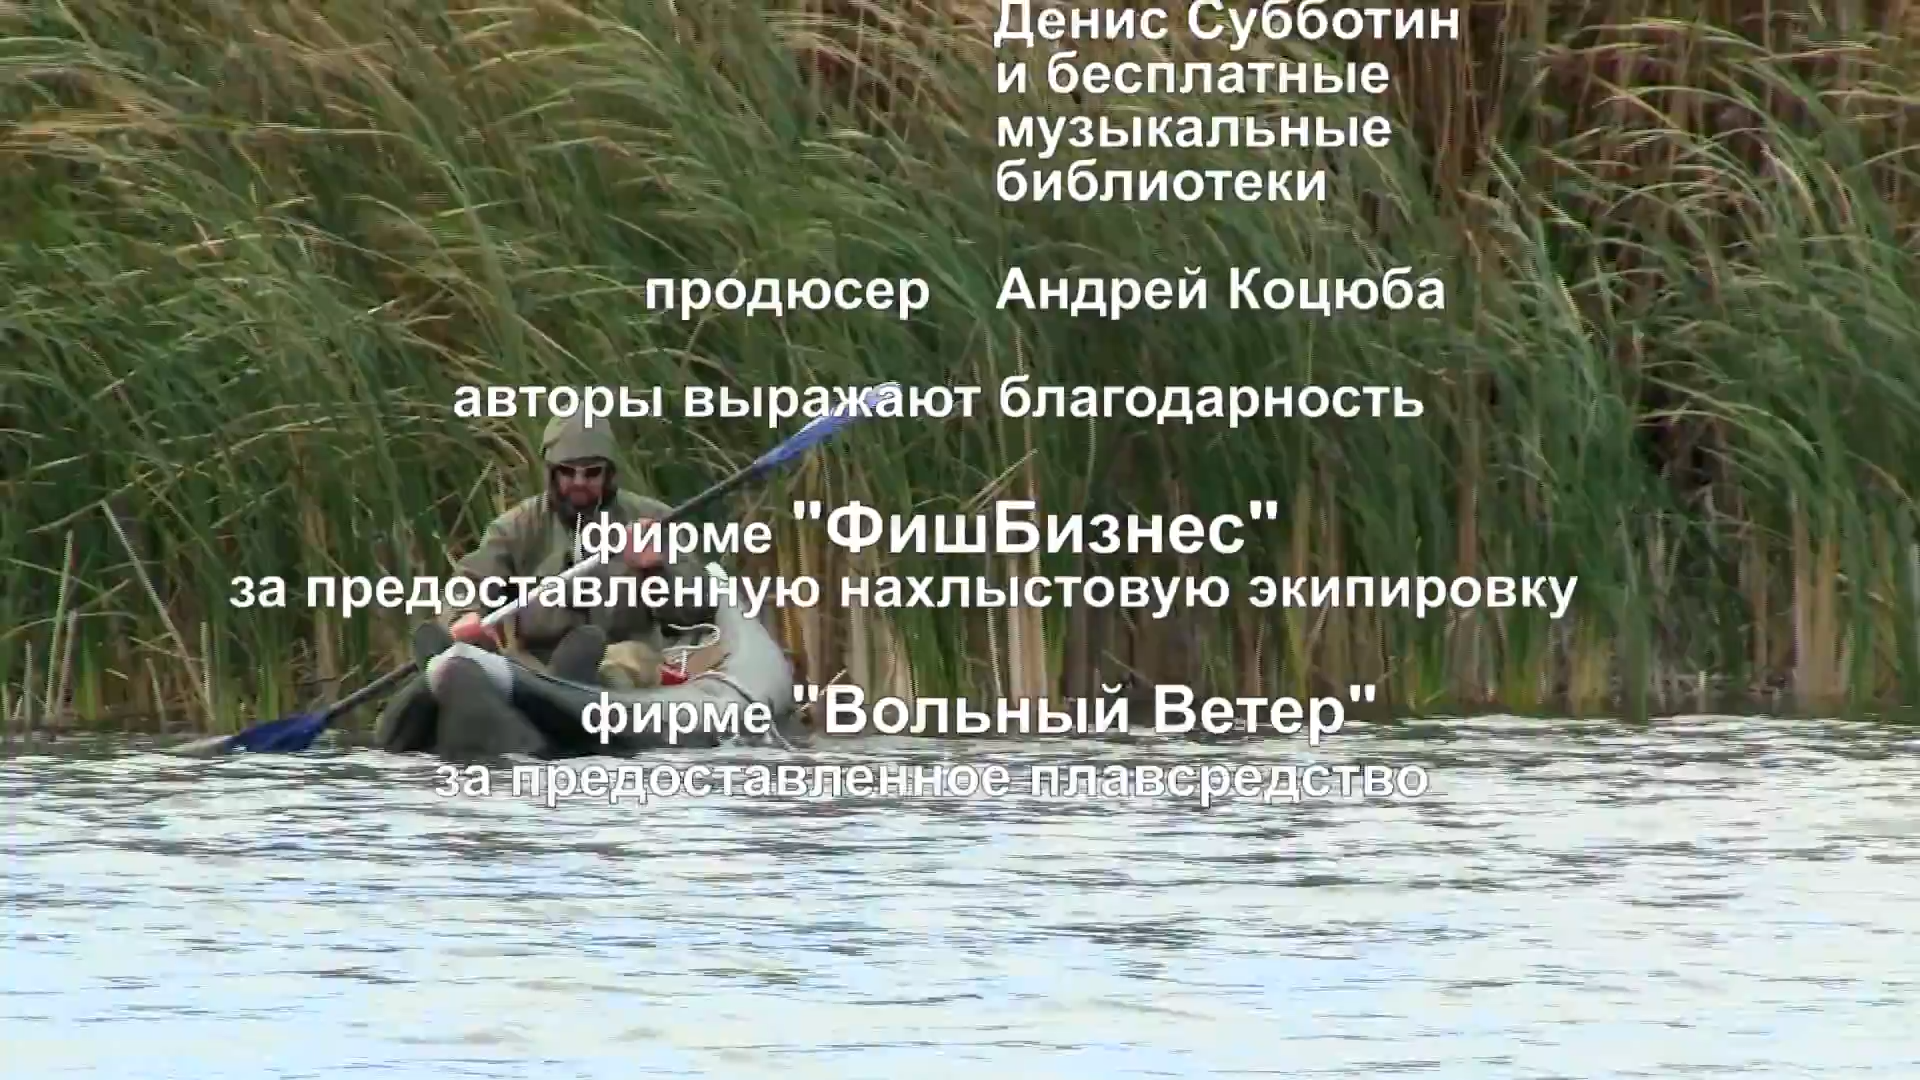 Денис Субботин
и бесплатные
музыкальные
библиотеки
продюсер Андрей Коцюба
авторы выражают благодарность
фирме "ФишБизнес"
за предоставленную нахлыстовую экипировку
фирме "Вольный Ветер"
за предоставленное плавсредство